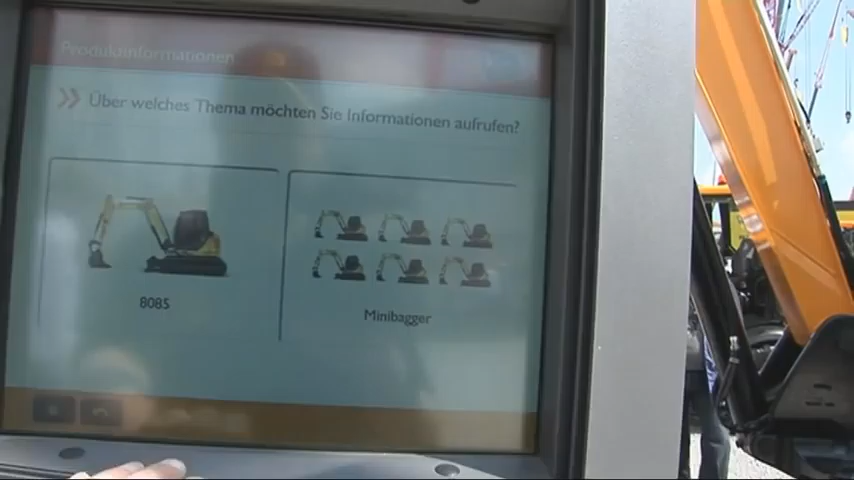 Produktinformationen
Über welches Thema möchten Sie Informationen aufrufen?
8085
Minibagger